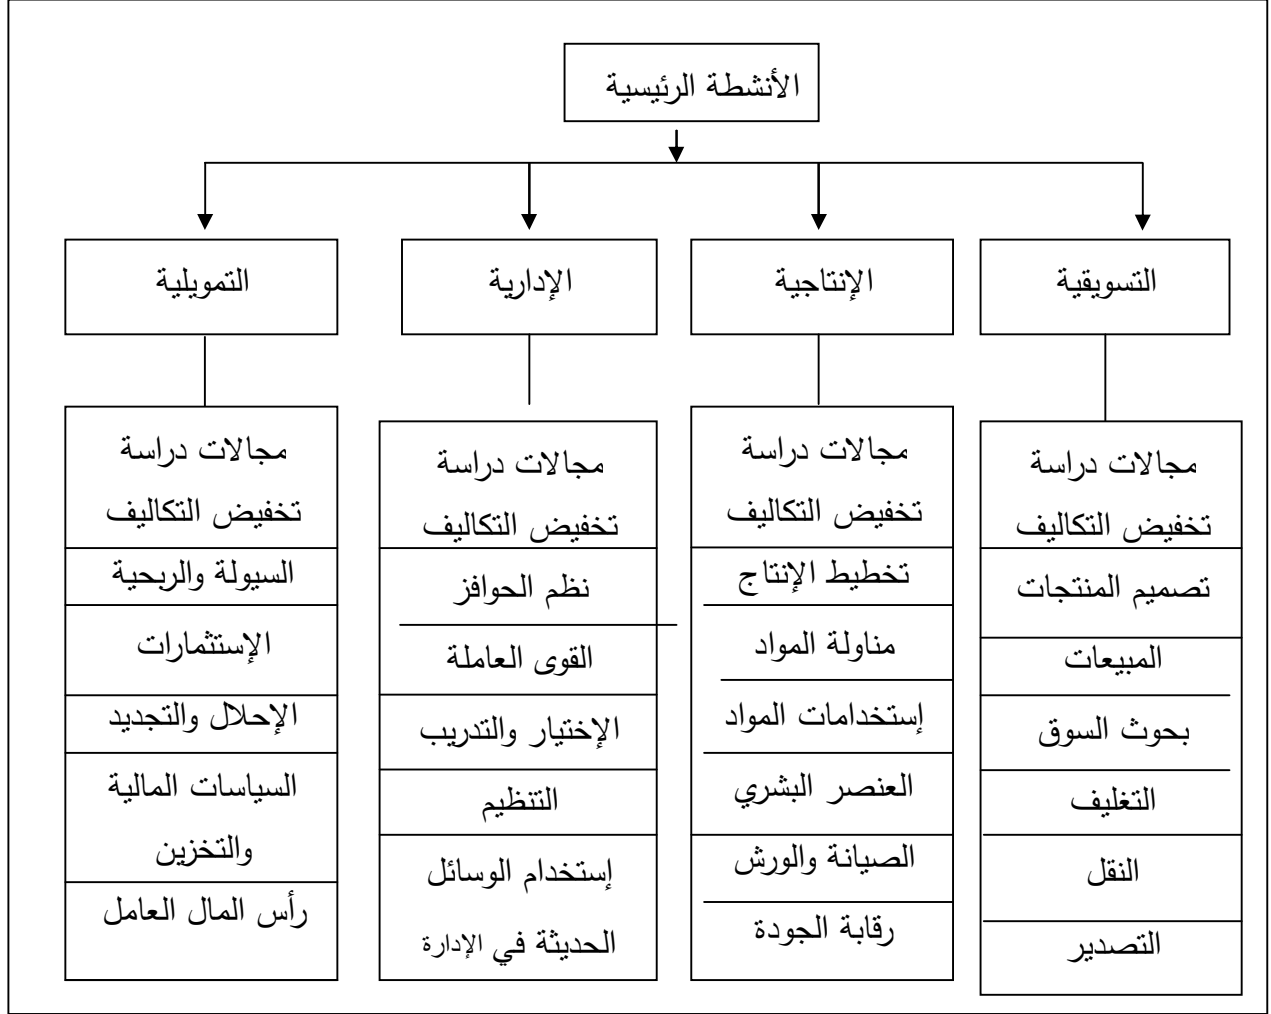 الأنشطة الرئيسية
التسويقية
الإنتاجية
الإدارية
التمويلية
مجالات دراسة
تخفيض التكاليف
تصميم المنتجات
المبيعات
بحوث السوق
التغليف
النقل
التصدير
مجالات دراسة
تخفيض التكاليف
تخطيط الإنتاج
مناولة المواد
إستخدامات المواد
العنصر البشري
الصيانة والورش
رقابة الجودة
مجالات دراسة
تخفيض التكاليف
نظم الحوافز
القوى العاملة
الإختيار والتدريب
التنظيم
إستخدام الوسائل
الحديثة في الإدارة
مجالات دراسة
تخفيض التكاليف
السيولة والربحية
الإستثمارات
الإحلال والتجديد
السياسات المالية
والتخزين
رأس المال العامل